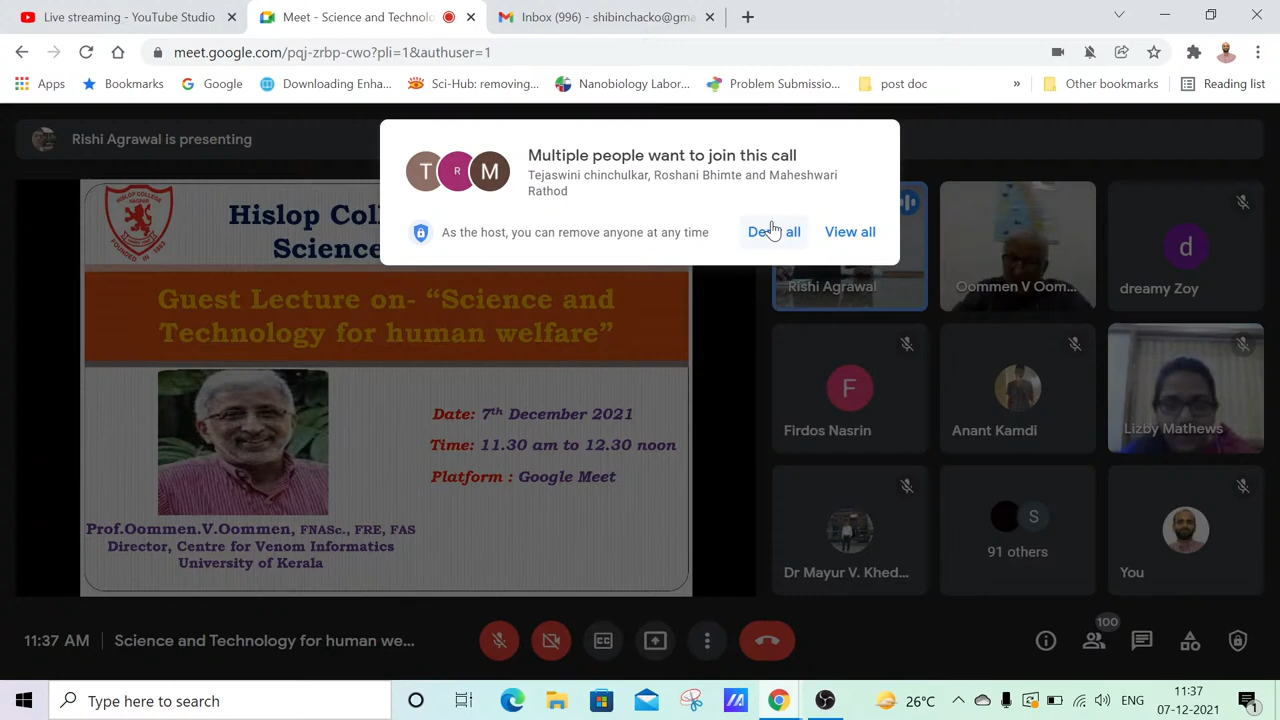 Live streaming - YouTube Studio
Meet - Science and Technolo
Inbox (996) - shibinchacko@gma
meet.google.com/pqj-zrbp-cwo?pli=1&authuser=1
Apps
Bookmarks
Google
Downloading Enha...
Sci-Hub: removing...
Nanobiology Labor...
Problem Submissio...
post doc
»
Other bookmarks
Reading list
Rishi Agrawal is presenting
T
R
M
Multiple people want to join this call
Tejaswini chinchulkar, Roshani Bhimte and Maheshwari
Rathod
As the host, you can remove anyone at any time
all
View all
HISLOP COLLEGE
NAGPUR
Hislop Col
Science
Guest Lecture on- “Science and
Technology for human welfare”
Date: 7th December 2021
Time: 11.30 am to 12.30 noon
Platform : Google Meet
Prof.Oommen.V.Oommen, FNASc., FRE, FAS
Director, Centre for Venom Informatics
University of Kerala
Rishi Agrawal
Oommen V Oom...
d
dreamy Zoy
F
Firdos Nasrin
Anant Kamdi
Lizby Mathews
Dr Mayur V. Khed...
S
91 others
You
11:37 AM
Science and Technology for human we...
100
Type here to search
26°C
ENG
11:37
07-12-2021
1